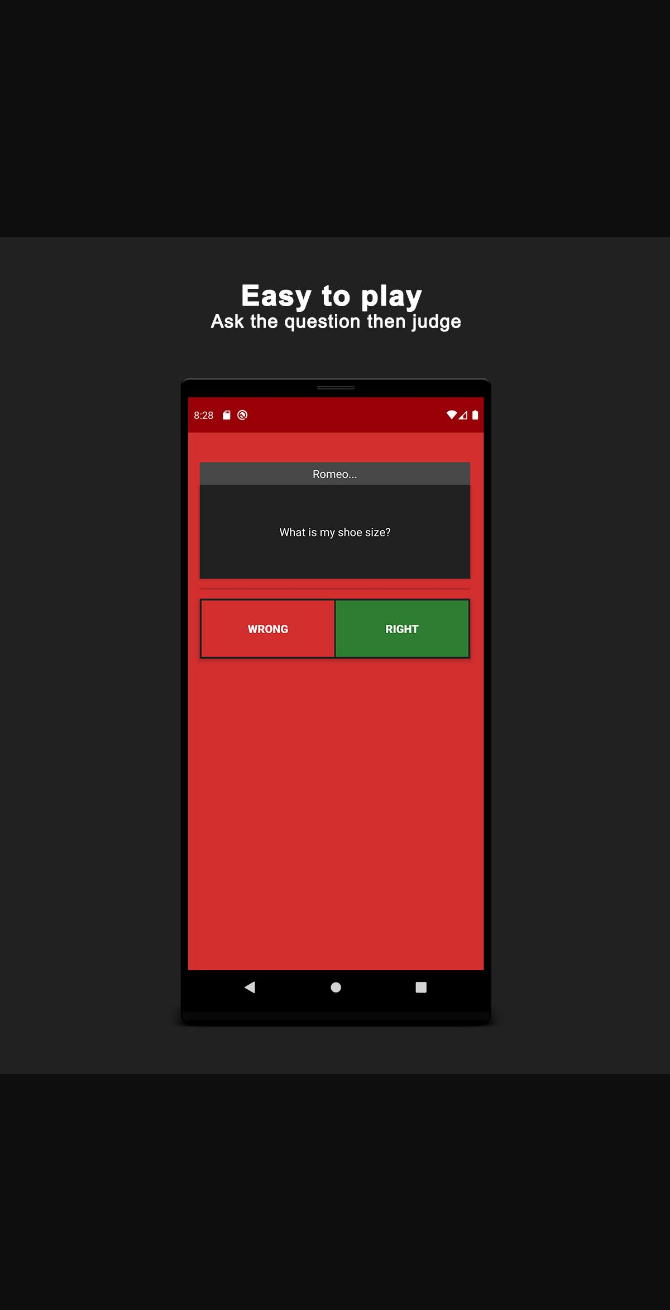 Easy to play
Ask the question then judge
8:28
Romeo...
What is my shoe size?
WRONG
RIGHT